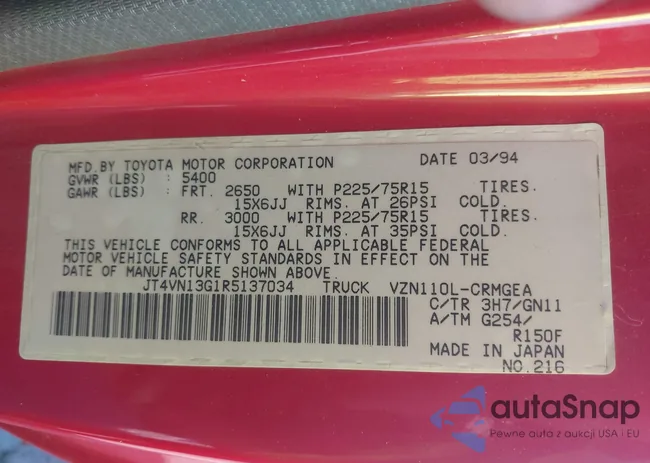 MFD.BY TOYOTA MOTOR CORPORATION DATE 03/94
GVWR (LBS) : 5400
GAWR (LBS) : FRT. 2650 WITH P225/75R15 TIRES.
15X6JJ RIMS. AT 26PSI COLD.
RR. 3000 WITH P225/75R15 TIRES.
15X6JJ RIMS. AT 35PSI COLD.
THIS VEHICLE CONFORMS TO ALL APPLICABLE FEDERAL
MOTOR VEHICLE SAFETY STANDARDS IN EFFECT ON THE
DATE OF MANUFACTURE SHOWN ABOVE.
JT4VN13G1R5137034 TRUCK VZN110L-CRMGEA
C/TR 3H7/GN11
A/TM G254/
R150F
MADE IN JAPAN
NO.216
autaSnap
Pewne auta z aukcji USA i EU